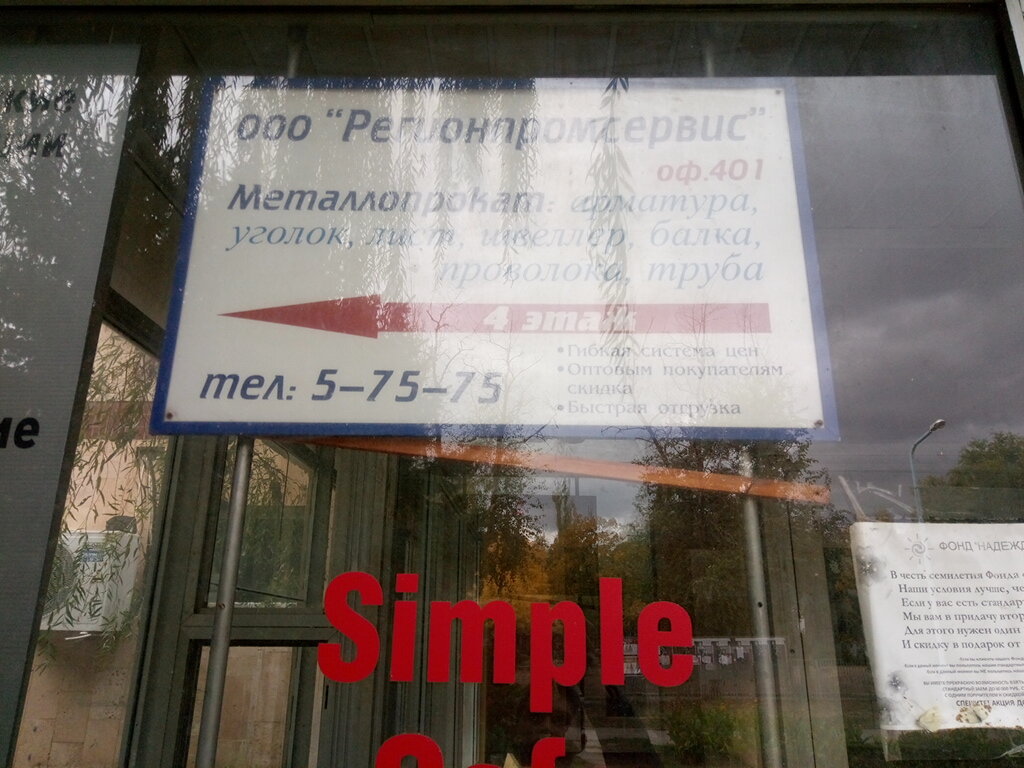 ООО "Регионпромсервис"
оф.401
Металлопрокат: арматура,
уголок, лист, швеллер, балка,
проволока, труба
4 этаж
тел: 5-75-75
• Гибкая система цен
• Оптовым покупателям
скидка
• Быстрая отгрузка
ие
Simple
ФОНД "НАДЕЖД
В честь семилетия Фонда
Наши условия лучше, че
Если у вас есть стандар
Мы вам в придачу втор
Для этого нужен один
И скидку в подарок от